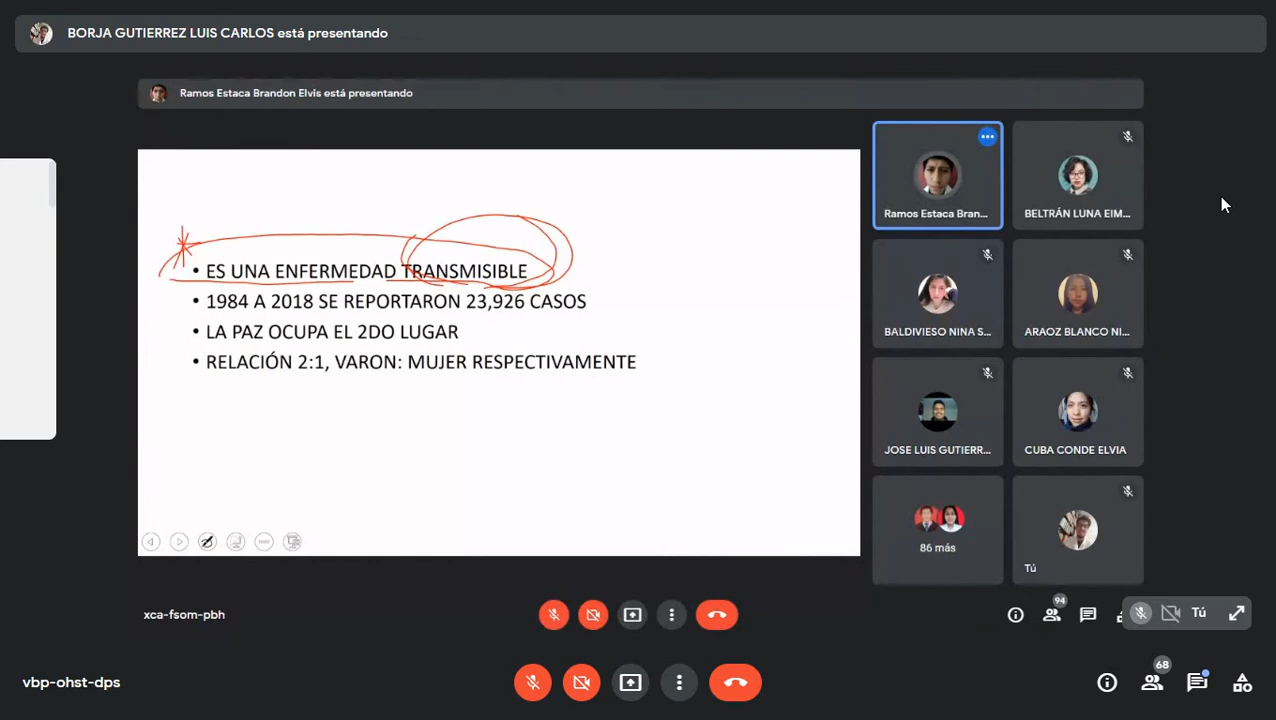 BORJA GUTIERREZ LUIS CARLOS está presentando
Ramos Estaca Brandon Elvis está presentando
• ES UNA ENFERMEDAD TRANSMISIBLE
• 1984 A 2018 SE REPORTARON 23,926 CASOS
• LA PAZ OCUPA EL 2DO LUGAR
• RELACIÓN 2:1, VARON: MUJER RESPECTIVAMENTE
Ramos Estaca Bran...
BELTRÁN LUNA EIM...
BALDIVIESO NINA S...
ARAOZ BLANCO NI...
JOSE LUIS GUTIERR...
CUBA CONDE ELVIA
86 más
Tú
xca-fsom-pbh
94
Tú
vbp-ohst-dps
68